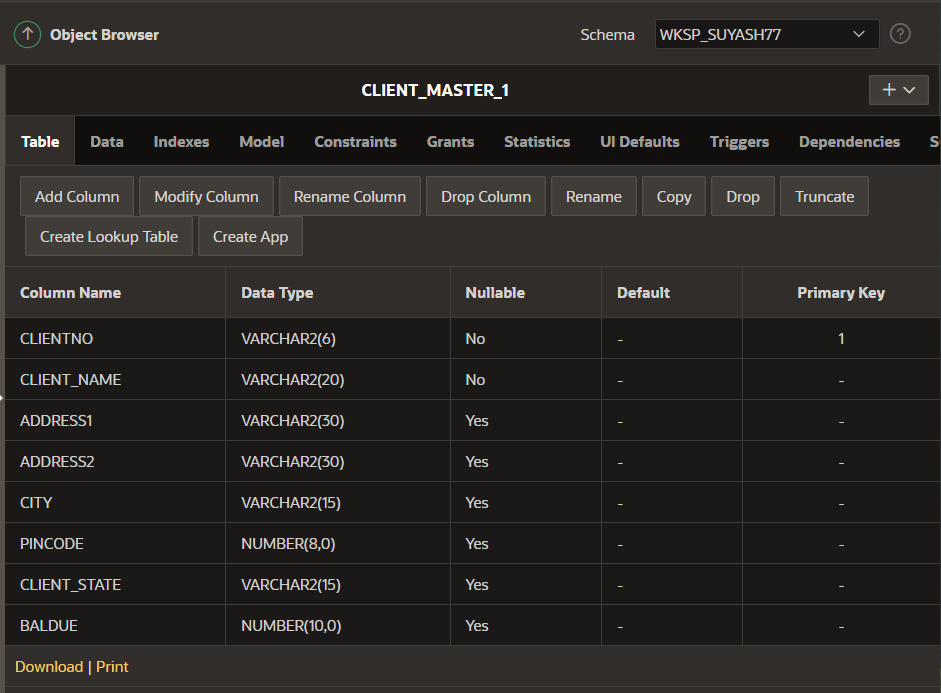 Object Browser Schema WKSP_SUYASH77 ?
CLIENT_MASTER_1
Table Data Indexes Model Constraints Grants Statistics UI Defaults Triggers Dependencies
Add Column Modify Column Rename Column Drop Column Rename Copy Drop Truncate
Create Lookup Table Create App
Column Name Data Type Nullable Default Primary Key
CLIENTNO VARCHAR2(6) No - 1
CLIENT_NAME VARCHAR2(20) No - -
ADDRESS1 VARCHAR2(30) Yes - -
ADDRESS2 VARCHAR2(30) Yes - -
CITY VARCHAR2(15) Yes - -
PINCODE NUMBER(8,0) Yes - -
CLIENT_STATE VARCHAR2(15) Yes - -
BALDUE NUMBER(10,0) Yes - -
Download | Print